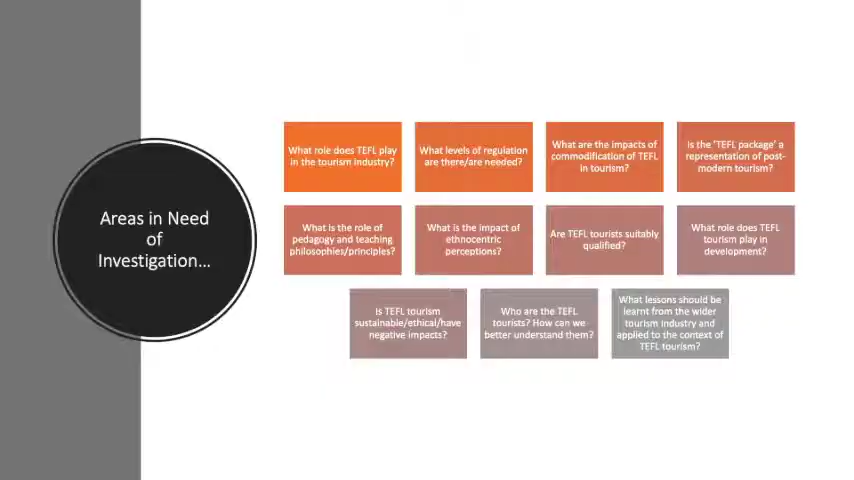 Areas in Need
of
Investigation...
What role does TEFL play
in the tourism industry?
What levels of regulation
are there/are needed?
What are the impacts of
commodification of TEFL
in tourism?
Is the 'TEFL package' a
representation of post-
modern tourism?
What is the role of
pedagogy and teaching
philosophies/principles?
What is the impact of
ethnocentric
perceptions?
Are TEFL tourists suitably
qualified?
What role does TEFL
tourism play in
development?
Is TEFL tourism
sustainable/ethical/have
negative impacts?
Who are the TEFL
tourists? How can we
better understand them?
What lessons should be
learnt from the wider
tourism industry and
applied to the context of
TEFL tourism?